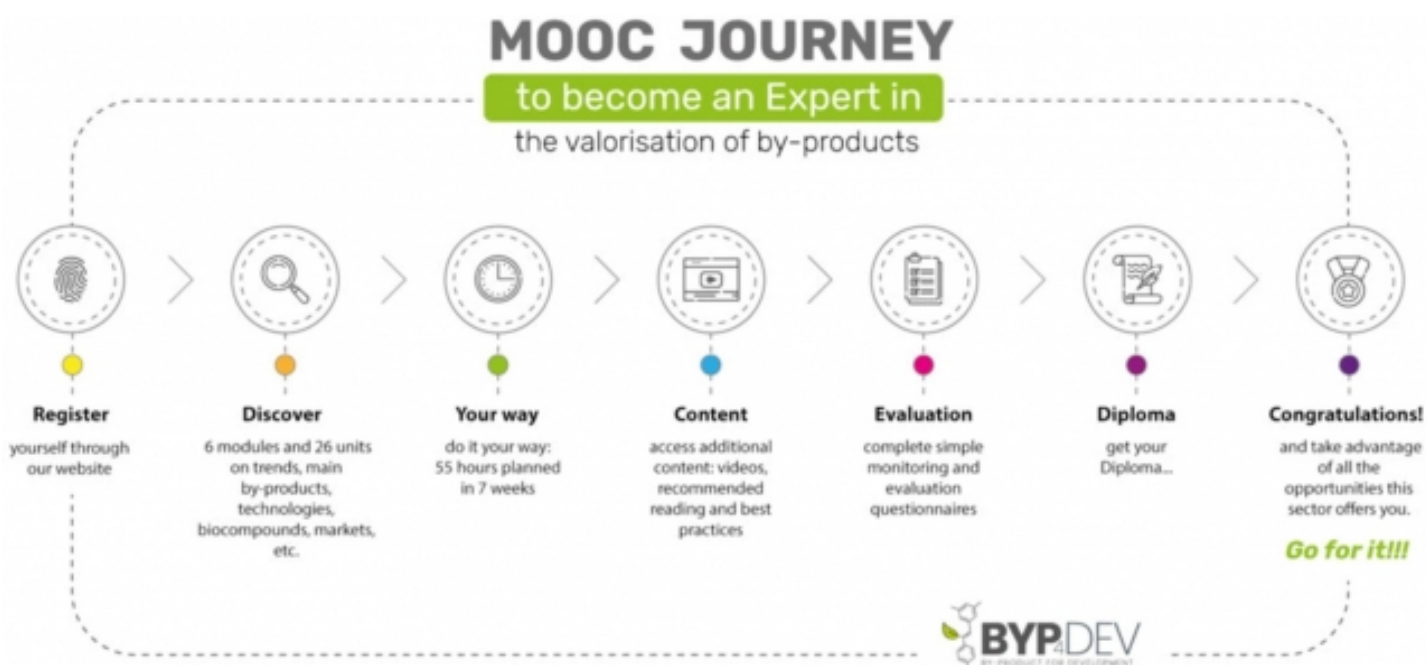 MOOC JOURNEY
to become an Expert in
the valorisation of by-products
Register
yourself through
our website
Discover
6 modules and 26 units
on trends, main
by-products,
technologies,
biocompounds, markets,
etc.
Your way
do it your way:
55 hours planned
in 7 weeks
Content
access additional
content: videos,
recommended
reading and best
practices
Evaluation
complete simple
monitoring and
evaluation
questionnaires
Diploma
get your
Diploma...
Congratulations!
and take advantage
of all the
opportunities this
sector offers you.
Go for it!!!
BYP4DEV
BY-PRODUCT FOR DEVELOPMENT